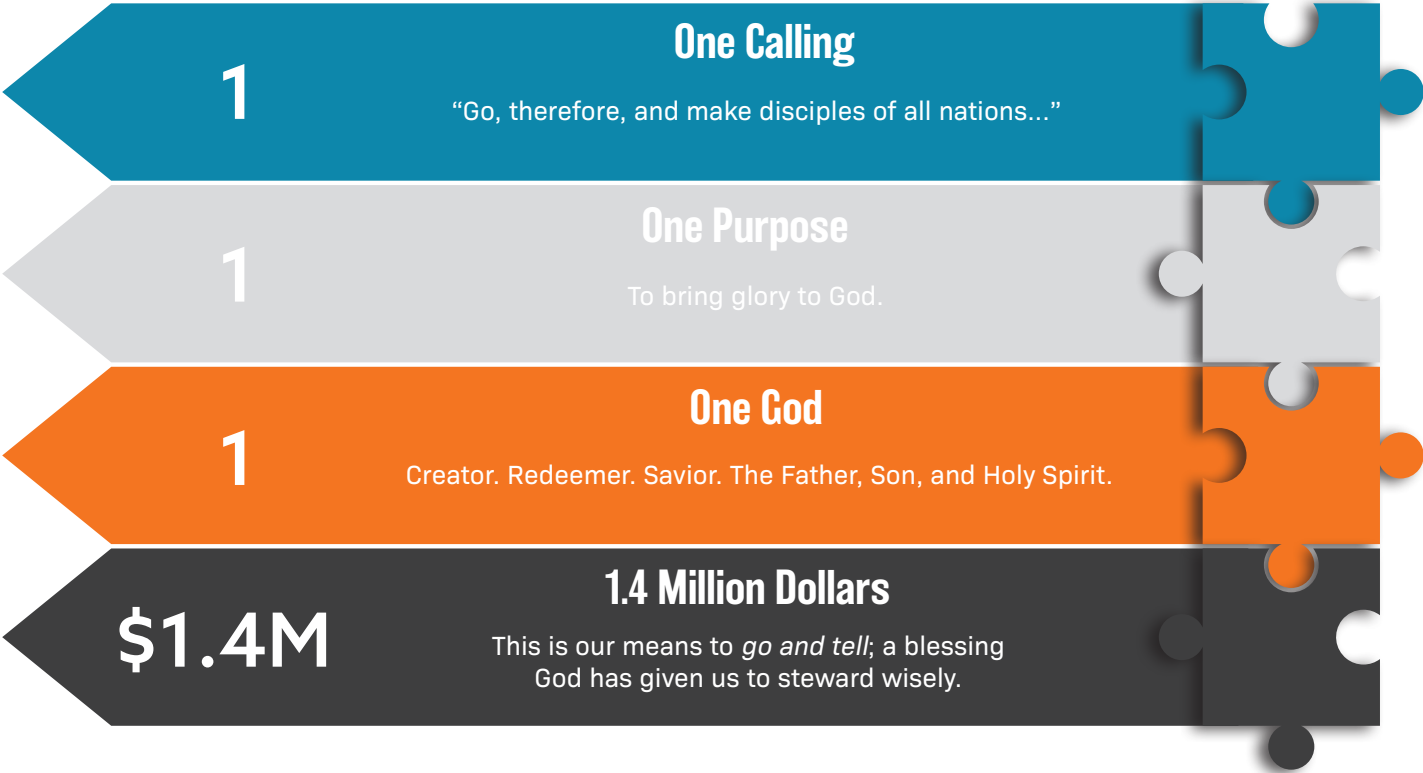 One Calling
1
“Go, therefore, and make disciples of all nations...”
One Purpose
1
To bring glory to God.
One God
1
Creator. Redeemer. Savior. The Father, Son, and Holy Spirit.
1.4 Million Dollars
$1.4M
This is our means to go and tell; a blessing
God has given us to steward wisely.